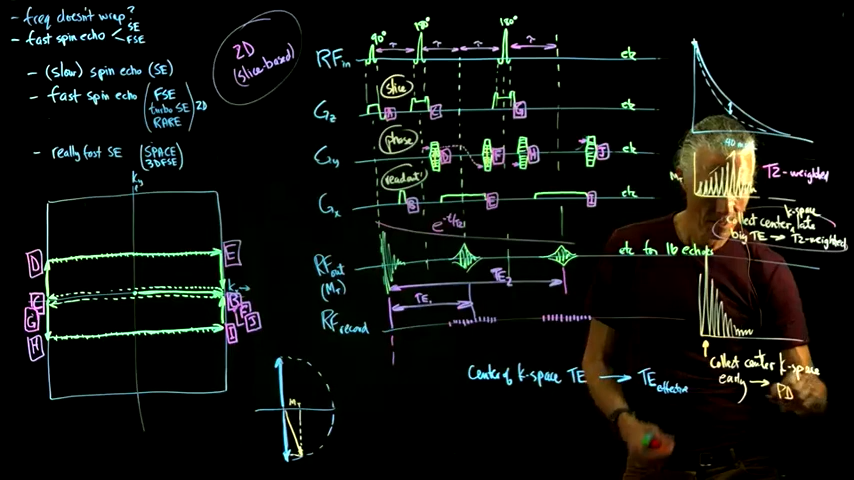 - freq doesn't wrap?
- fast spin echo < SE FSE
- (slow) spin echo (SE)
- fast spin echo (FSE
turbo SE
RARE) 2D
- really fast SE (SPACE
3DFSE)
2D
(slice-based)
90°
180°
180°
τ τ τ τ
RF in
etc
slice
Gz
A
C
G
etc
phase
Gy
D
F
H
J
etc
readout
Gx
B
E
I
etc
RF out
(M_T)
etc for 16 echoes
TE1
TE2
RF record
Center of k-space TE → TE effective
ky
D
E
C
B
G
F
J
H
I
M_T
M_T
T2-weighted
k-space
collect center late
big TE → T2-weighted
Collect center k-space
early → PD